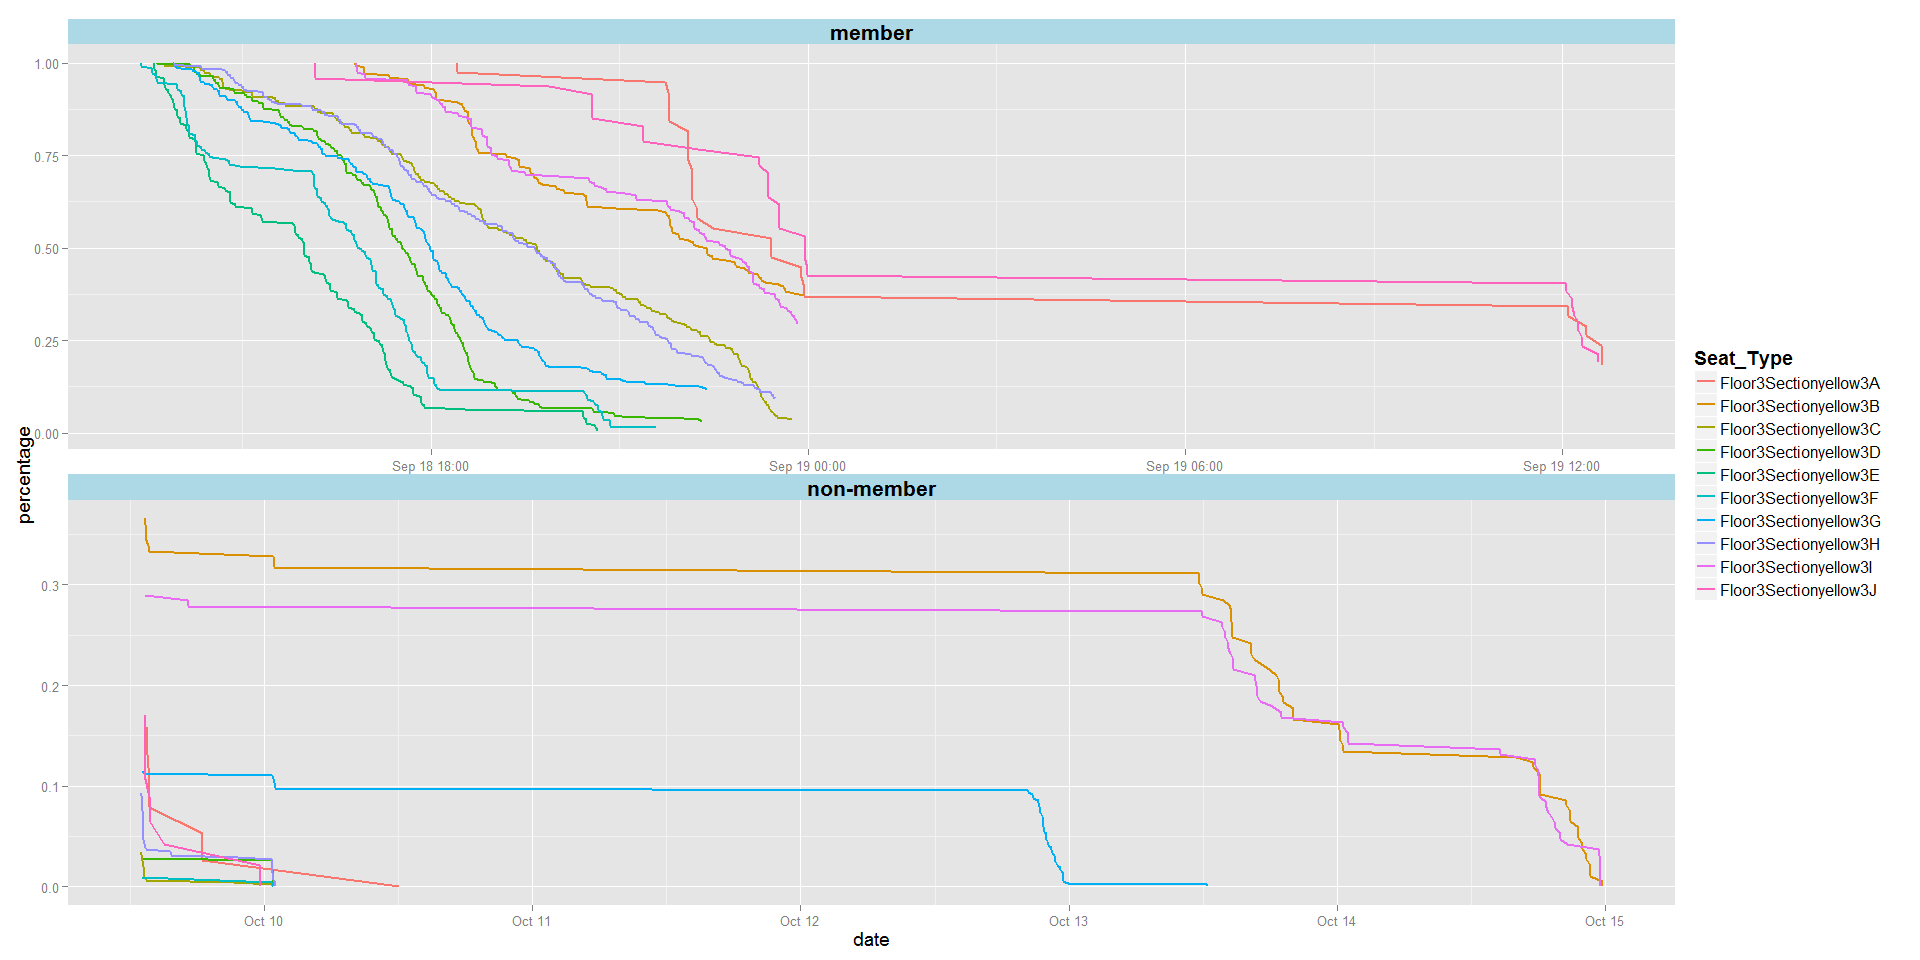 member
1.00
0.75
0.50
0.25
0.00
Sep 18 18:00
Sep 19 00:00
Sep 19 06:00
Sep 19 12:00
non-member
0.3
0.2
0.1
0.0
Oct 10
Oct 11
Oct 12
Oct 13
Oct 14
Oct 15
date
percentage
Seat_Type
Floor3Sectionyellow3A
Floor3Sectionyellow3B
Floor3Sectionyellow3C
Floor3Sectionyellow3D
Floor3Sectionyellow3E
Floor3Sectionyellow3F
Floor3Sectionyellow3G
Floor3Sectionyellow3H
Floor3Sectionyellow3I
Floor3Sectionyellow3J